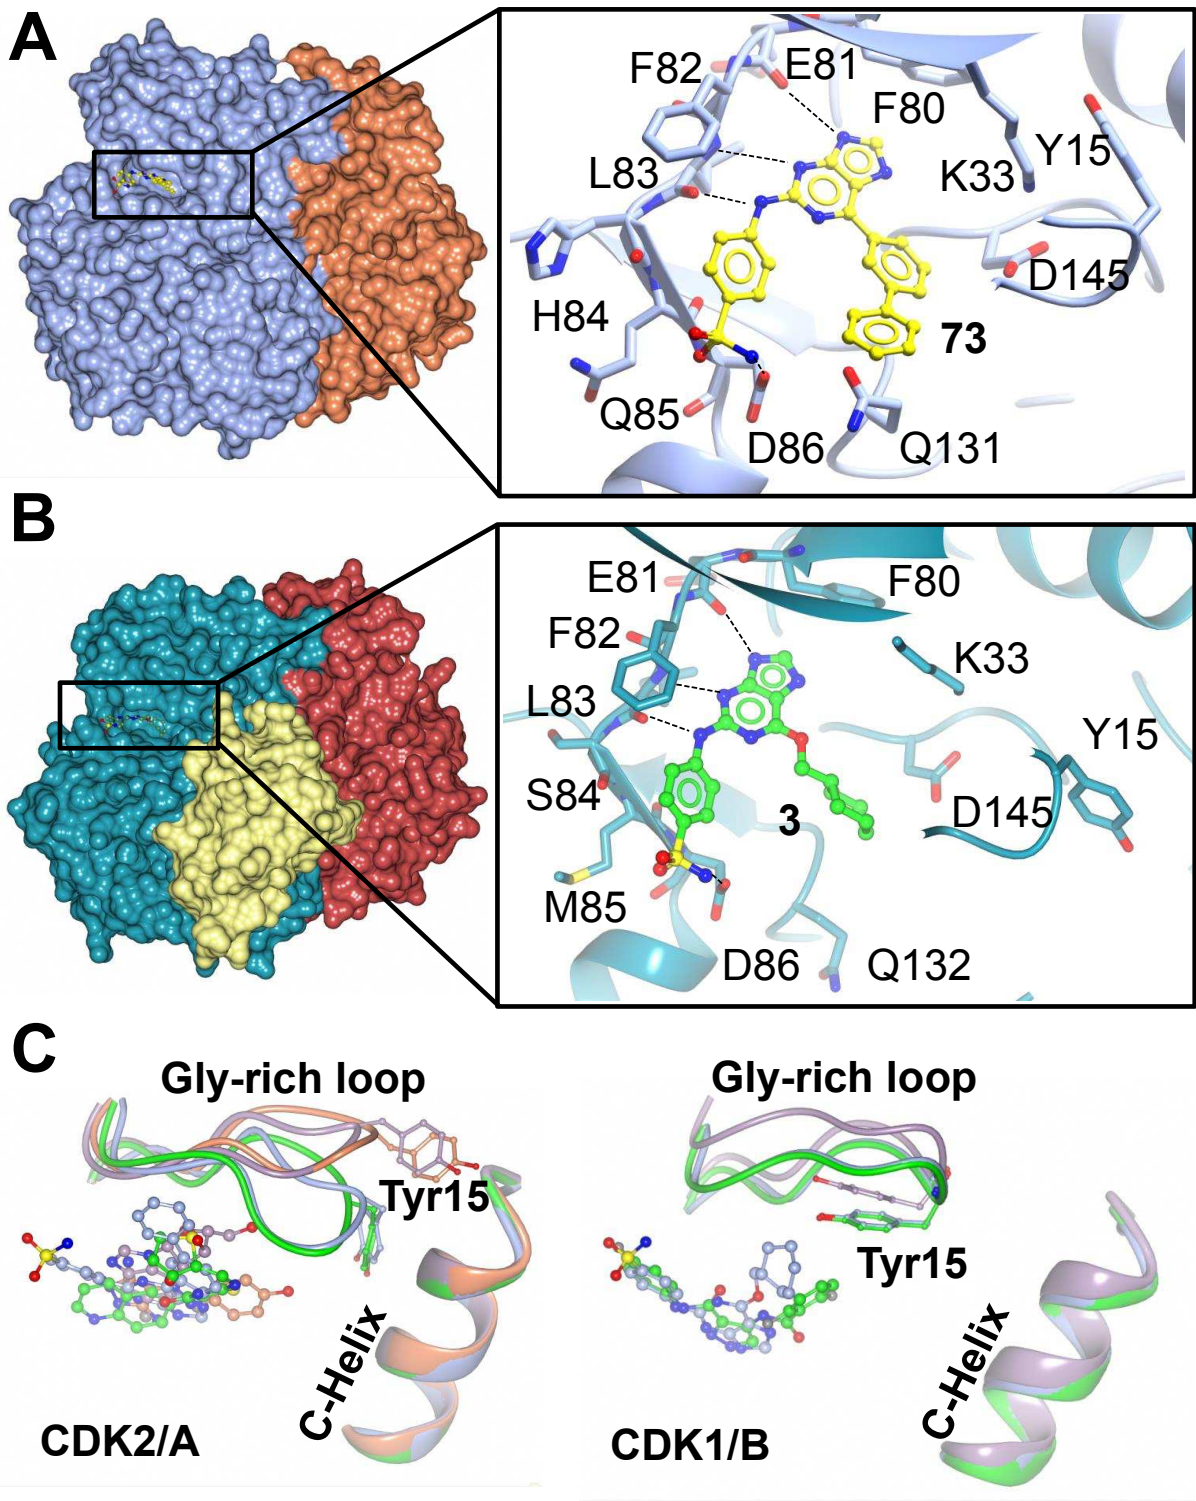 A
F82
E81
F80
L83
K33
Y15
D145
H84
73
Q85
D86
Q131
B
E81
F80
F82
K33
L83
Y15
S84
3
D145
M85
D86
Q132
C
Gly-rich loop
Gly-rich loop
Tyr15
Tyr15
C-Helix
C-Helix
CDK2/A
CDK1/B